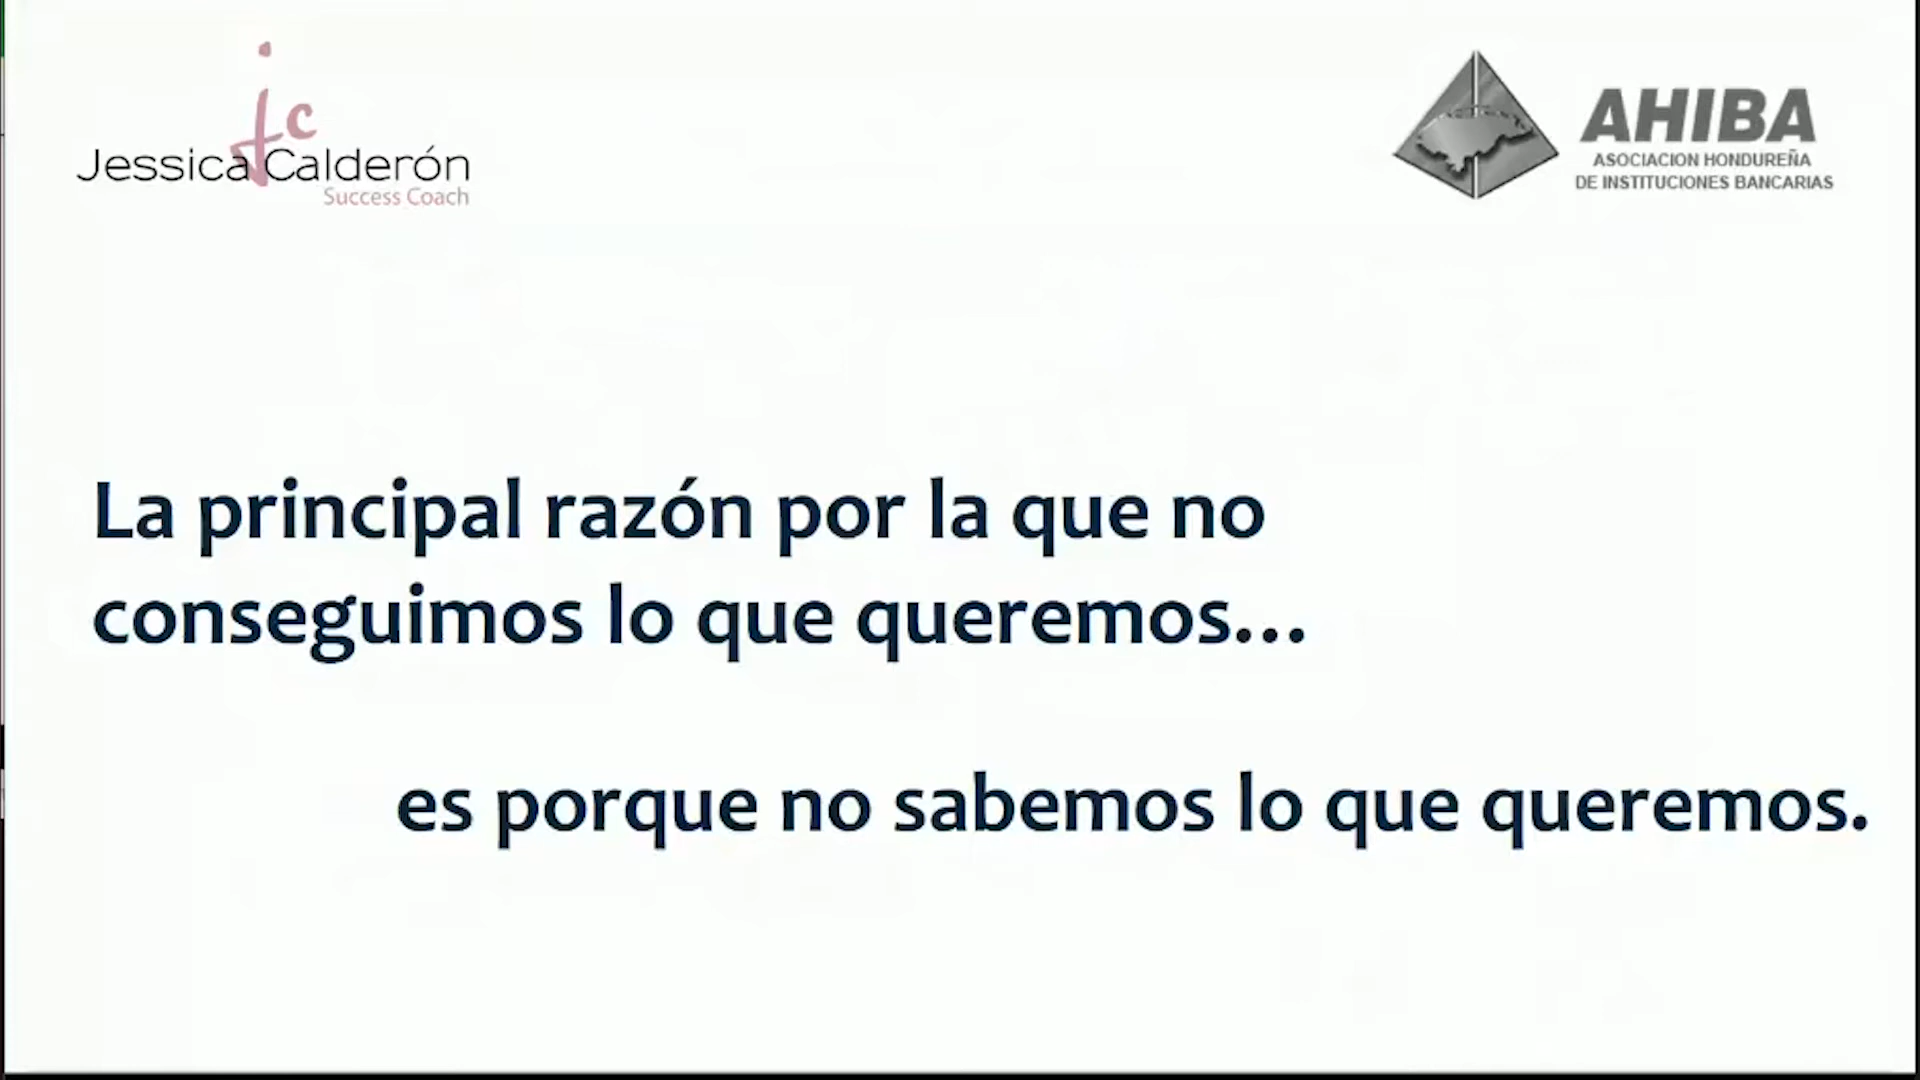 jc
Jessica Calderón
Success Coach
AHIBA
ASOCIACION HONDUREÑA
DE INSTITUCIONES BANCARIAS
La principal razón por la que no
conseguimos lo que queremos...
es porque no sabemos lo que queremos.